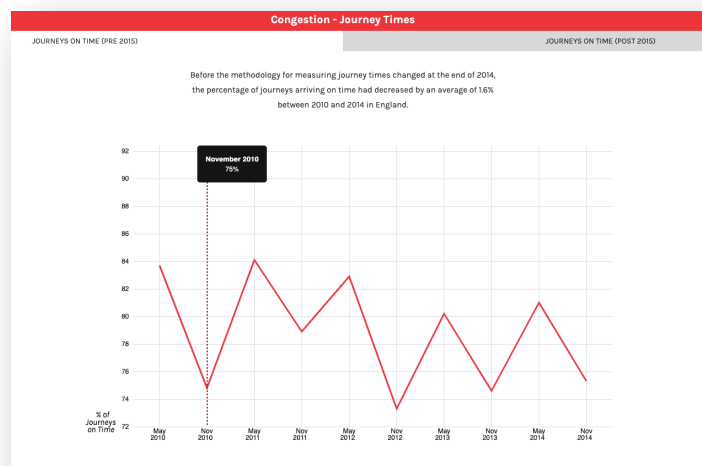 Congestion - Journey Times
JOURNEYS ON TIME (PRE 2015)
JOURNEYS ON TIME (POST 2015)
Before the methodology for measuring journey times changed at the end of 2014,
the percentage of journeys arriving on time had decreased by an average of 1.6%
between 2010 and 2014 in England.
92
November 2010
75%
90
88
86
84
82
80
78
76
74
% of
Journeys
on Time
72
May
2010
Nov
2010
May
2011
Nov
2011
May
2012
Nov
2012
May
2013
Nov
2013
May
2014
Nov
2014